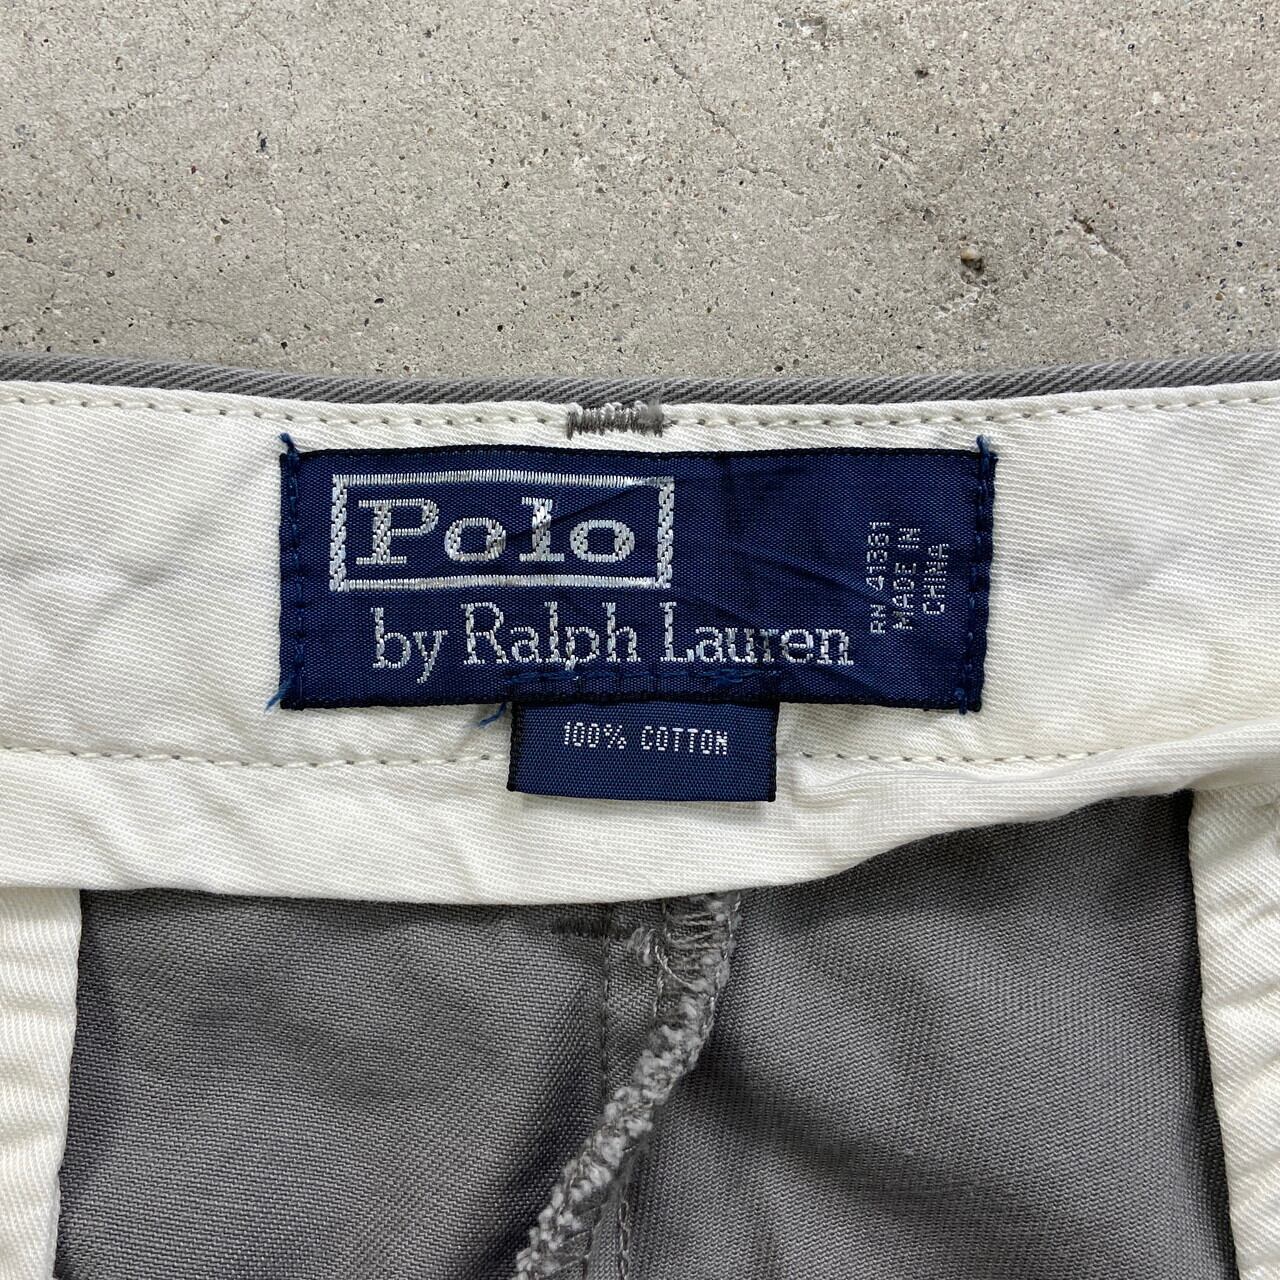 Polo
by Ralph Lauren
RN 41381
MADE IN
CHINA
100% COTTON